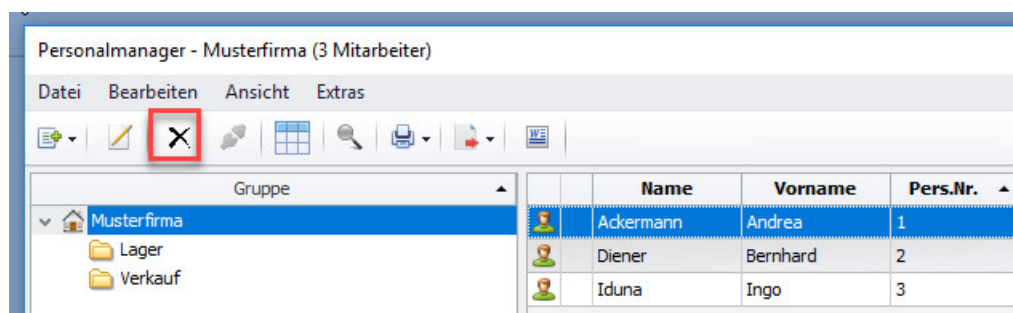 Personalmanager - Musterfirma (3 Mitarbeiter)
Datei Bearbeiten Ansicht Extras
Gruppe Name Vorname Pers.Nr.
Musterfirma Ackermann Andrea 1
Lager Diener Bernhard 2
Verkauf Iduna Ingo 3